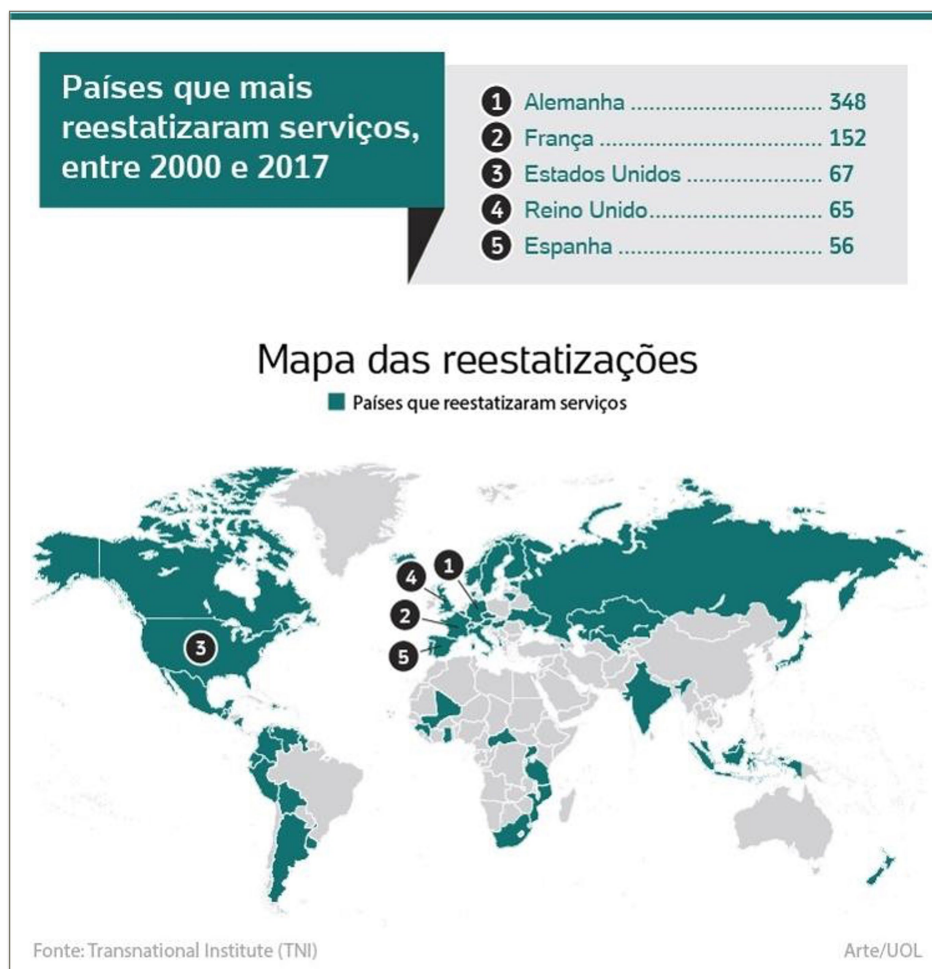 Países que mais
reestatizaram serviços,
entre 2000 e 2017
1 Alemanha ............................... 348
2 França .................................... 152
3 Estados Unidos ...................... 67
4 Reino Unido............................ 65
5 Espanha ................................. 56
Mapa das reestatizações
Países que reestatizaram serviços
1
4
2
3
5
Fonte: Transnational Institute (TNI)
Arte/UOL